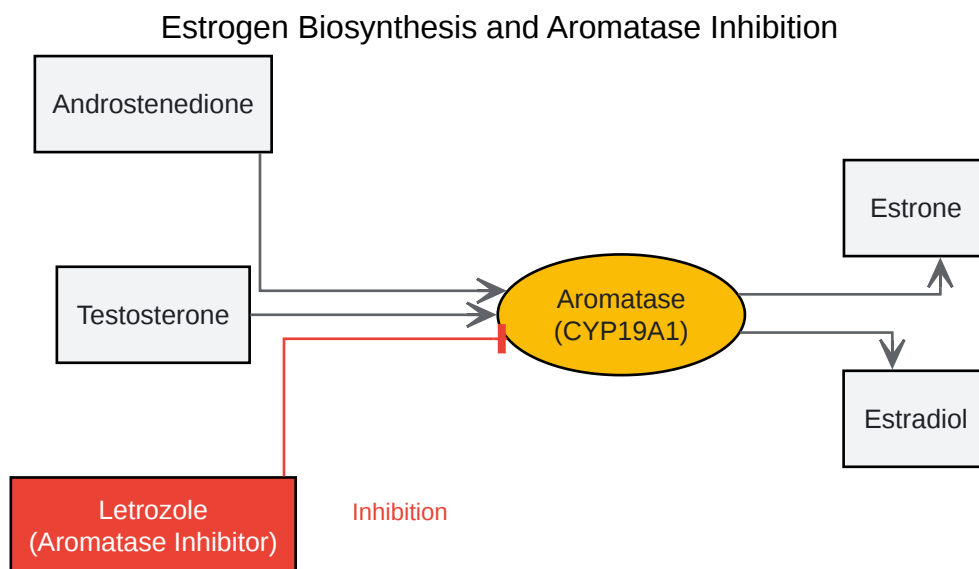 Estrogen Biosynthesis and Aromatase Inhibition
Androstenedione
Estrone
Testosterone
Aromatase
(CYP19A1)
Estradiol
Letrozole
(Aromatase Inhibitor)
Inhibition